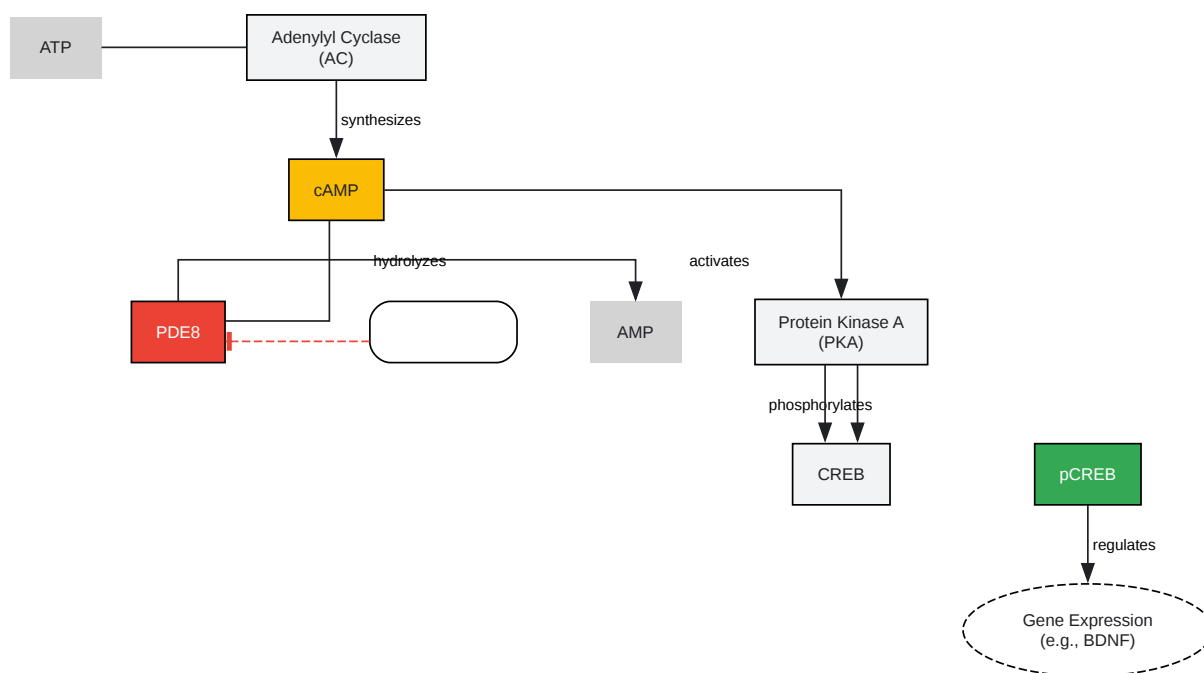 ATP
Adenylyl Cyclase
(AC)
synthesizes
cAMP
hydrolyzes
activates
PDE8
AMP
Protein Kinase A
(PKA)
phosphorylates
CREB
pCREB
regulates
Gene Expression
(e.g., BDNF)